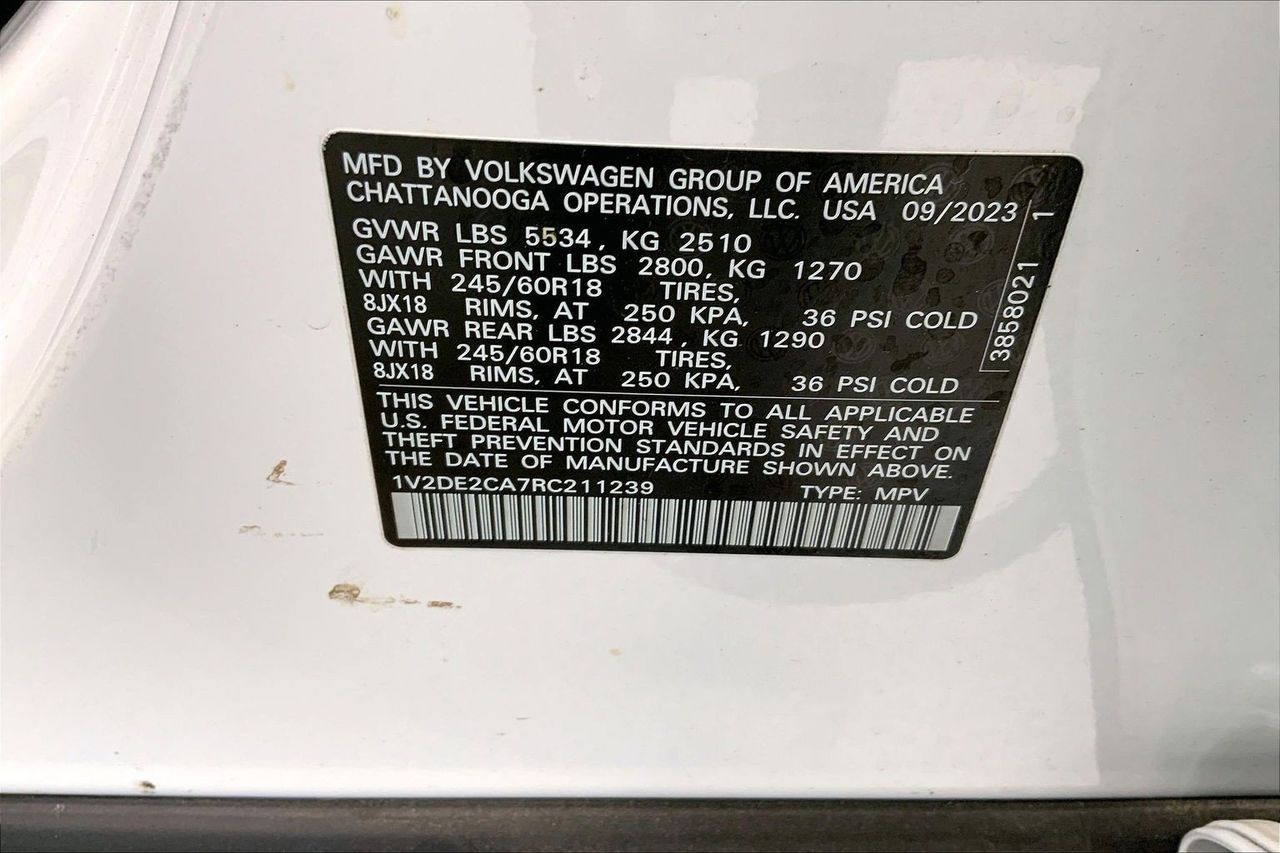 MFD BY VOLKSWAGEN GROUP OF AMERICA
CHATTANOOGA OPERATIONS, LLC. USA 09/2023
GVWR LBS 5534, KG 2510
GAWR FRONT LBS 2800, KG 1270
WITH 245/60R18 TIRES,
8JX18 RIMS, AT 250 KPA, 36 PSI COLD
GAWR REAR LBS 2844, KG 1290
WITH 245/60R18 TIRES,
8JX18 RIMS, AT 250 KPA, 36 PSI COLD
THIS VEHICLE CONFORMS TO ALL APPLICABLE
U.S. FEDERAL MOTOR VEHICLE SAFETY AND
THEFT PREVENTION STANDARDS IN EFFECT ON
THE DATE OF MANUFACTURE SHOWN ABOVE.
1V2DE2CA7RC211239 TYPE: MPV
3858021 1